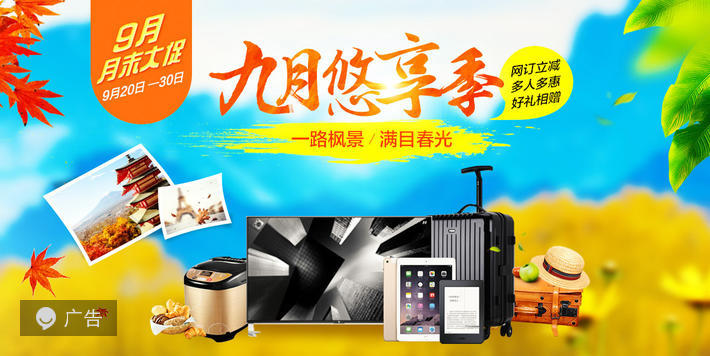 9月
月末大促
9月20日—30日
九月悠享季
网订立减
多人多惠
好礼相赠
一路枫景/满目春光
广告